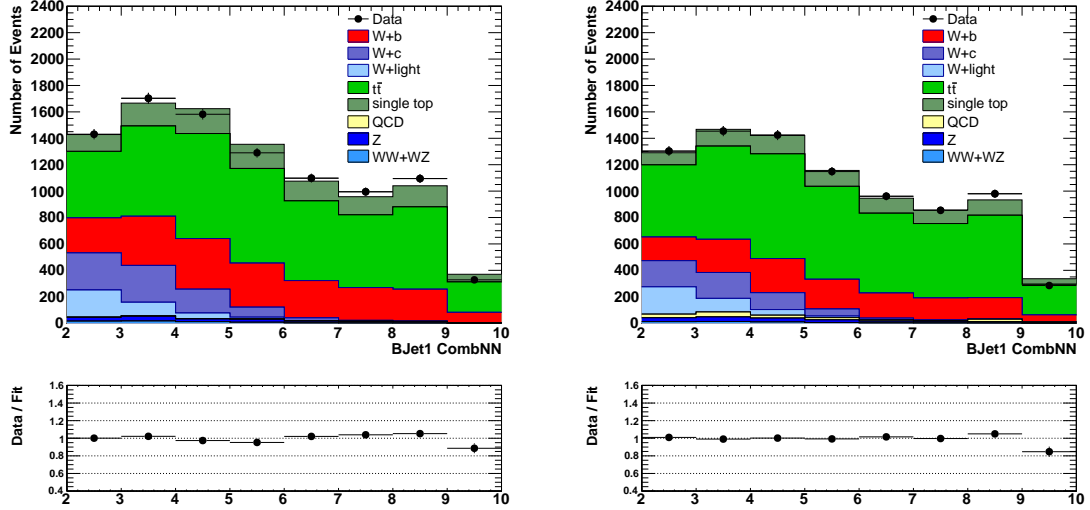 Number of Events
2400
2200
2000
1800
1600
1400
1200
1000
800
600
400
200
0
Data
W+b
W+c
W+light
tt̄
single top
QCD
Z
WW+WZ
2 3 4 5 6 7 8 9 10
BJet1 CombNN
Data / Fit
1.6
1.4
1.2
1
0.8
0.6
0.4
2 3 4 5 6 7 8 9 10
Number of Events
2400
2200
2000
1800
1600
1400
1200
1000
800
600
400
200
0
Data
W+b
W+c
W+light
tt̄
single top
QCD
Z
WW+WZ
2 3 4 5 6 7 8 9 10
BJet1 CombNN
Data / Fit
1.6
1.4
1.2
1
0.8
0.6
0.4
2 3 4 5 6 7 8 9 10